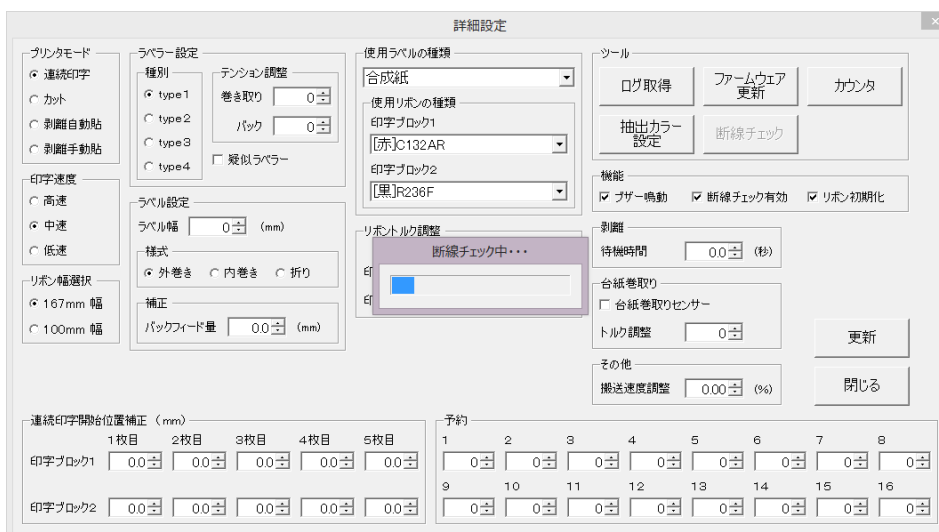 詳細設定
プリンタモード
連続印字
カット
剥離自動貼
剥離手動貼
印字速度
高速
中速
低速
リボン幅選択
167mm 幅
100mm 幅
ラベラー設定
種別
type1
type2
type3
type4
テンション調整
巻き取り 0
バック 0
疑似ラベラー
ラベル設定
ラベル幅 0 (mm)
様式
外巻き 内巻き 折り
補正
バックフィード量 0.0 (mm)
使用ラベルの種類
合成紙
使用リボンの種類
印字ブロック1
[赤]C132AR
印字ブロック2
[黒]R236F
リボントルク調整
断線チェック中・・・
ツール
ログ取得
ファームウェア
更新
カウンタ
抽出カラー
設定
断線チェック
機能
ブザー鳴動 断線チェック有効 リボン初期化
剥離
待機時間 0.0 (秒)
台紙巻取り
台紙巻取りセンサー
トルク調整 0
その他
搬送速度調整 0.00 (%)
更新
閉じる
連続印字開始位置補正 (mm)
1枚目 2枚目 3枚目 4枚目 5枚目
印字ブロック1 0.0 0.0 0.0 0.0 0.0
印字ブロック2 0.0 0.0 0.0 0.0 0.0
予約
1 2 3 4 5 6 7 8
0 0 0 0 0 0 0 0
9 10 11 12 13 14 15 16
0 0 0 0 0 0 0 0